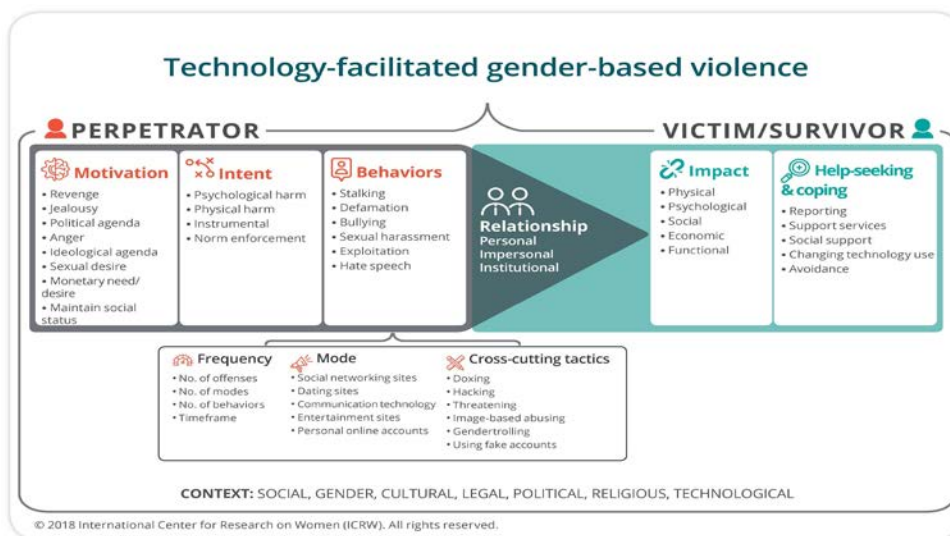 Technology-facilitated gender-based violence
PERPETRATOR
VICTIM/SURVIVOR
Motivation
• Revenge
• Jealousy
• Political agenda
• Anger
• Ideological agenda
• Sexual desire
• Monetary need/
desire
• Maintain social
status
Intent
• Psychological harm
• Physical harm
• Instrumental
• Norm enforcement
Behaviors
• Stalking
• Defamation
• Bullying
• Sexual harassment
• Exploitation
• Hate speech
Relationship
Personal
Impersonal
Institutional
Impact
• Physical
• Psychological
• Social
• Economic
• Functional
Help-seeking
& coping
• Reporting
• Support services
• Social support
• Changing technology use
• Avoidance
Frequency
• No. of offenses
• No. of modes
• No. of behaviors
• Timeframe
Mode
• Social networking sites
• Dating sites
• Communication technology
• Entertainment sites
• Personal online accounts
Cross-cutting tactics
• Doxing
• Hacking
• Threatening
• Image-based abusing
• Gendertrolling
• Using fake accounts
CONTEXT: SOCIAL, GENDER, CULTURAL, LEGAL, POLITICAL, RELIGIOUS, TECHNOLOGICAL
© 2018 International Center for Research on Women (ICRW). All rights reserved.